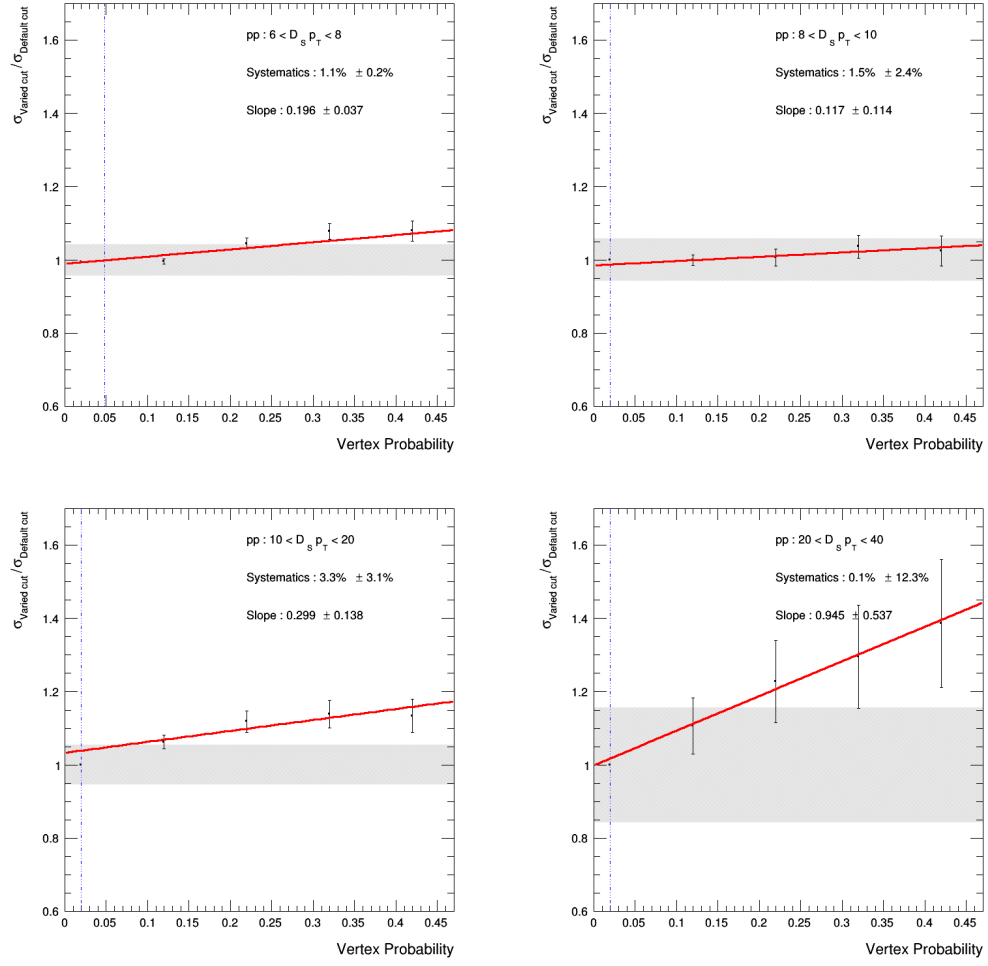 σ Varied cut / σ Default cut
pp : 6 < D S p T < 8
Systematics : 1.1% ± 0.2%
Slope : 0.196 ± 0.037
1.6
1.4
1.2
1
0.8
0.6
0 0.05 0.1 0.15 0.2 0.25 0.3 0.35 0.4 0.45
Vertex Probability
σ Varied cut / σ Default cut
pp : 8 < D S p T < 10
Systematics : 1.5% ± 2.4%
Slope : 0.117 ± 0.114
1.6
1.4
1.2
1
0.8
0.6
0 0.05 0.1 0.15 0.2 0.25 0.3 0.35 0.4 0.45
Vertex Probability
σ Varied cut / σ Default cut
pp : 10 < D S p T < 20
Systematics : 3.3% ± 3.1%
Slope : 0.299 ± 0.138
1.6
1.4
1.2
1
0.8
0.6
0 0.05 0.1 0.15 0.2 0.25 0.3 0.35 0.4 0.45
Vertex Probability
σ Varied cut / σ Default cut
pp : 20 < D S p T < 40
Systematics : 0.1% ± 12.3%
Slope : 0.945 ± 0.537
1.6
1.4
1.2
1
0.8
0.6
0 0.05 0.1 0.15 0.2 0.25 0.3 0.35 0.4 0.45
Vertex Probability